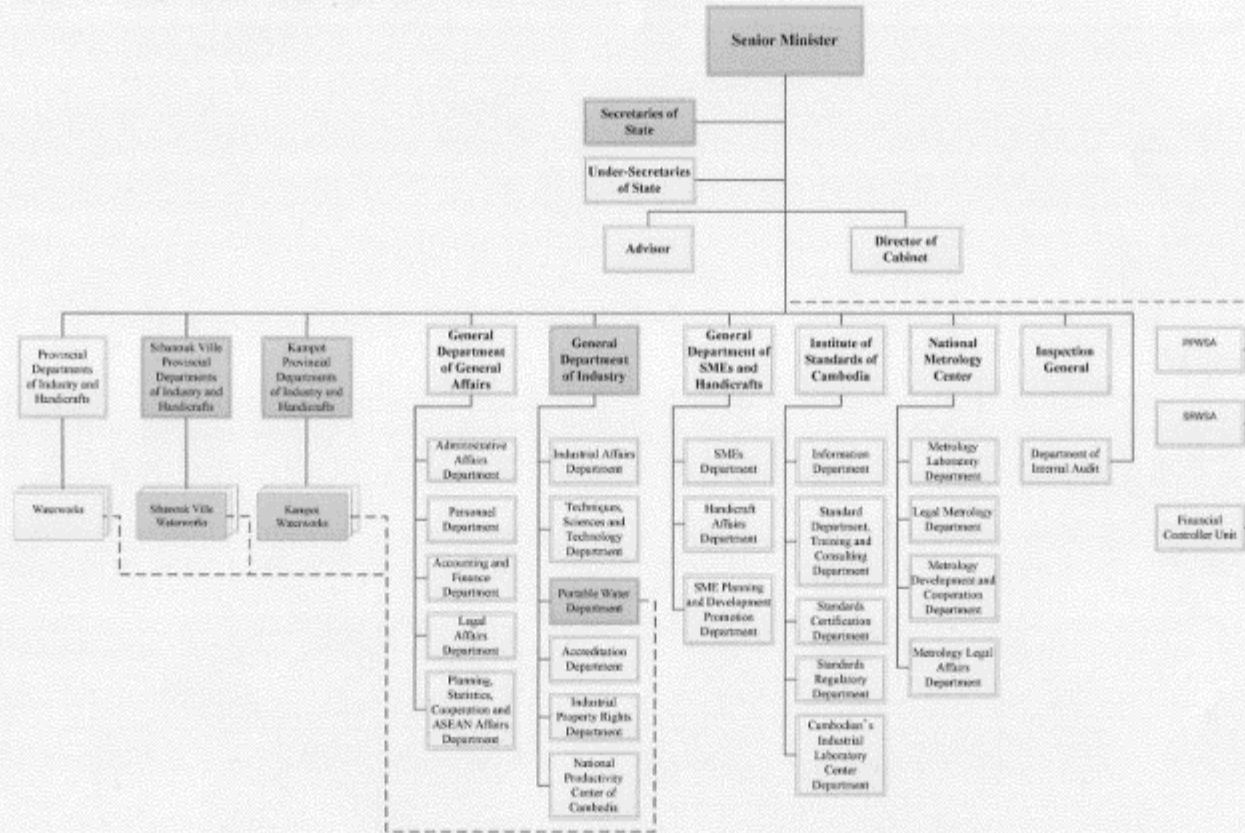 Senior Minister
Secretaries of
State
Under-Secretaries
of State
Advisor
Director of
Cabinet
Provincial
Departments
of Industry and
Handicrafts
Sihanouk Ville
Provincial
Departments
of Industry and
Handicrafts
Kampot
Provincial
Departments
of Industry and
Handicrafts
General
Department
of General
Affairs
General
Department
of Industry
General
Department of
SMEs and
Handicrafts
Institute of
Standards of
Cambodia
National
Metrology
Center
Inspection
General
PPWSA
SRWSA
Financial
Controller Unit
Waterworks
Sihanouk Ville
Waterworks
Kampot
Waterworks
Administrative
Affairs
Department
Personnel
Department
Accounting and
Finance
Department
Legal
Affairs
Department
Planning,
Statistics,
Cooperation and
ASEAN Affairs
Department
Industrial Affairs
Department
Techniques,
Sciences and
Technology
Department
Portable Water
Department
Accreditation
Department
Industrial
Property Rights
Department
National
Productivity
Center of
Cambodia
SMEs
Department
Handicraft
Affairs
Department
SME Planning
and Development
Promotion
Department
Information
Department
Standard
Department,
Training and
Consulting
Department
Standards
Certification
Department
Standards
Regulatory
Department
Cambodian's
Industrial
Laboratory
Center
Department
Metrology
Laboratory
Department
Legal Metrology
Department
Metrology
Development and
Cooperation
Department
Metrology Legal
Affairs
Department
Department of
Internal Audit